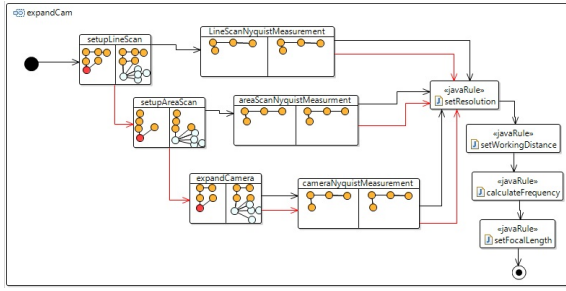 expandCam
setupLineScan
LineScanNyquistMeasurement
setupAreaScan
areaScanNyquistMeasurment
«javaRule»
setResolution
«javaRule»
setWorkingDistance
expandCamera
cameraNyquistMeasurement
«javaRule»
calculateFrequency
«javaRule»
setFocalLength